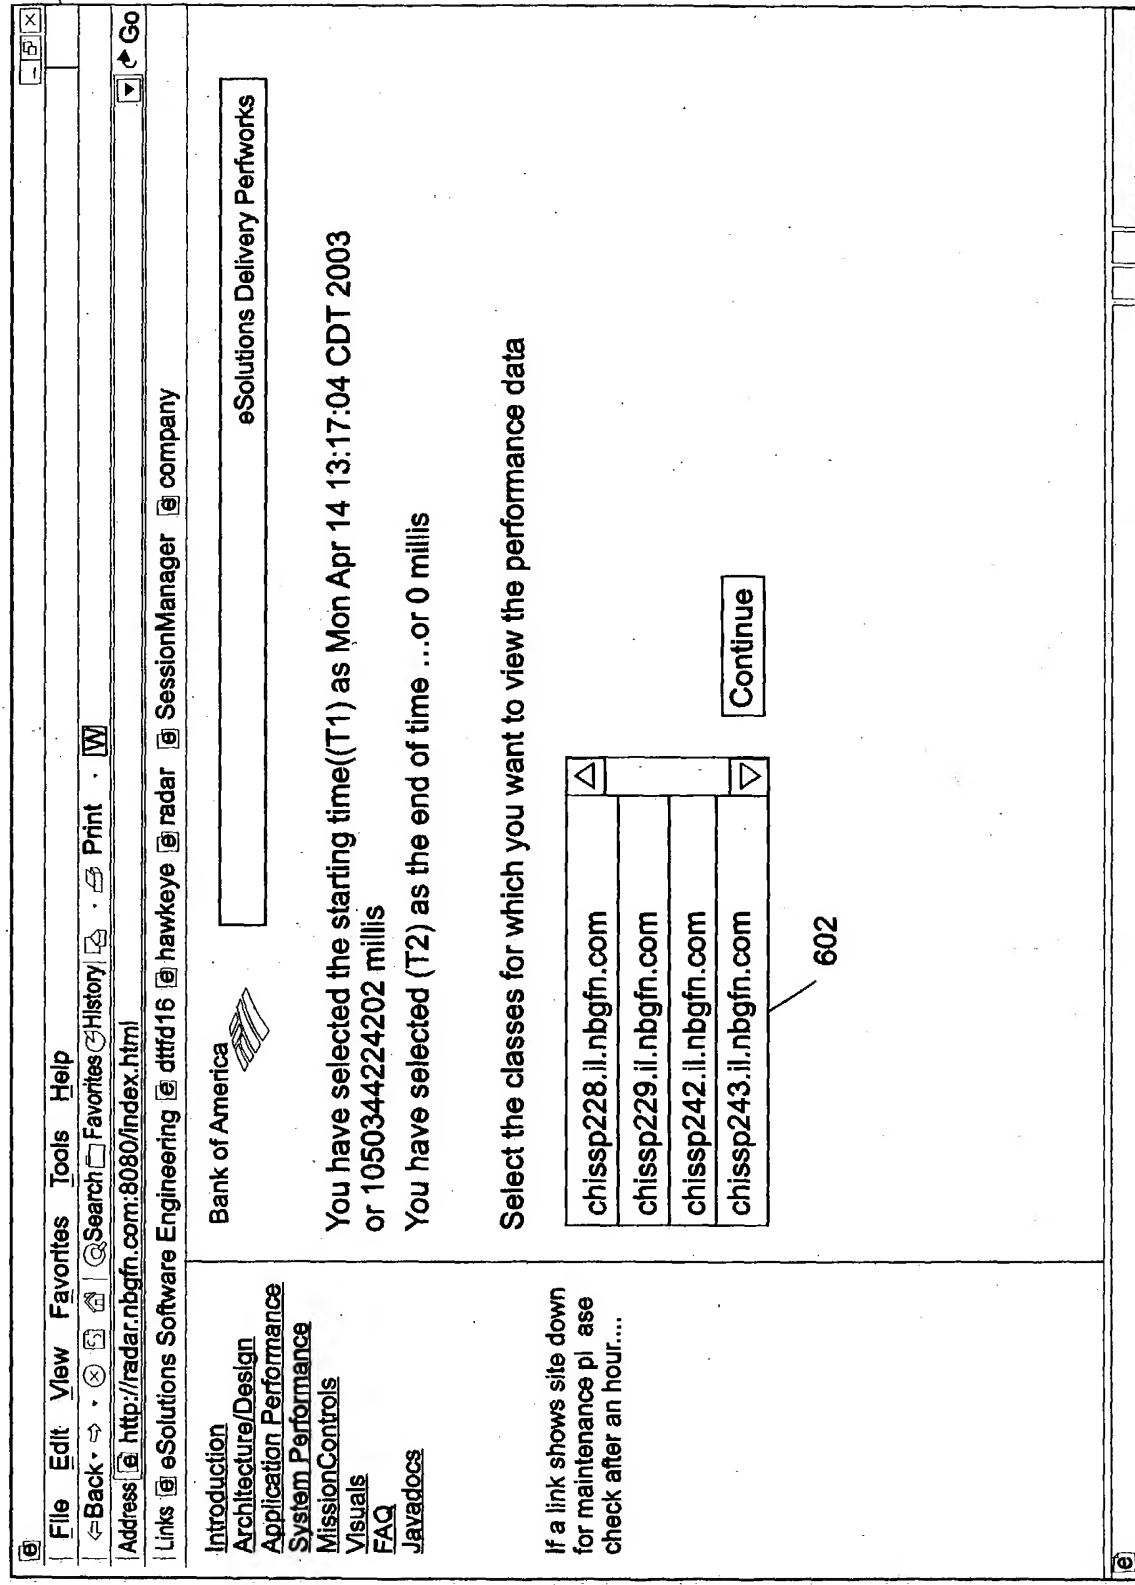 File Edit View Favorites Tools Help
Back Search Favorites History Print W
Address http://radar.nbgfn.com:8080/index.html Go
Links eSolutions Software Engineering dttfd16 hawkeye radar SessionManager company
Introduction
Architecture/Design
Application Performance
System Performance
MissionControls
Visuals
FAQ
Javadocs
If a link shows site down
for maintenance pl ase
check after an hour....
Bank of America
eSolutions Delivery Perfworks
You have selected the starting time((T1) as Mon Apr 14 13:17:04 CDT 2003
or 1050344224202 millis
You have selected (T2) as the end of time ...or 0 millis
Select the classes for which you want to view the performance data
chissp228.il.nbgfn.com
chissp229.il.nbgfn.com
chissp242.il.nbgfn.com
chissp243.il.nbgfn.com
Continue
602